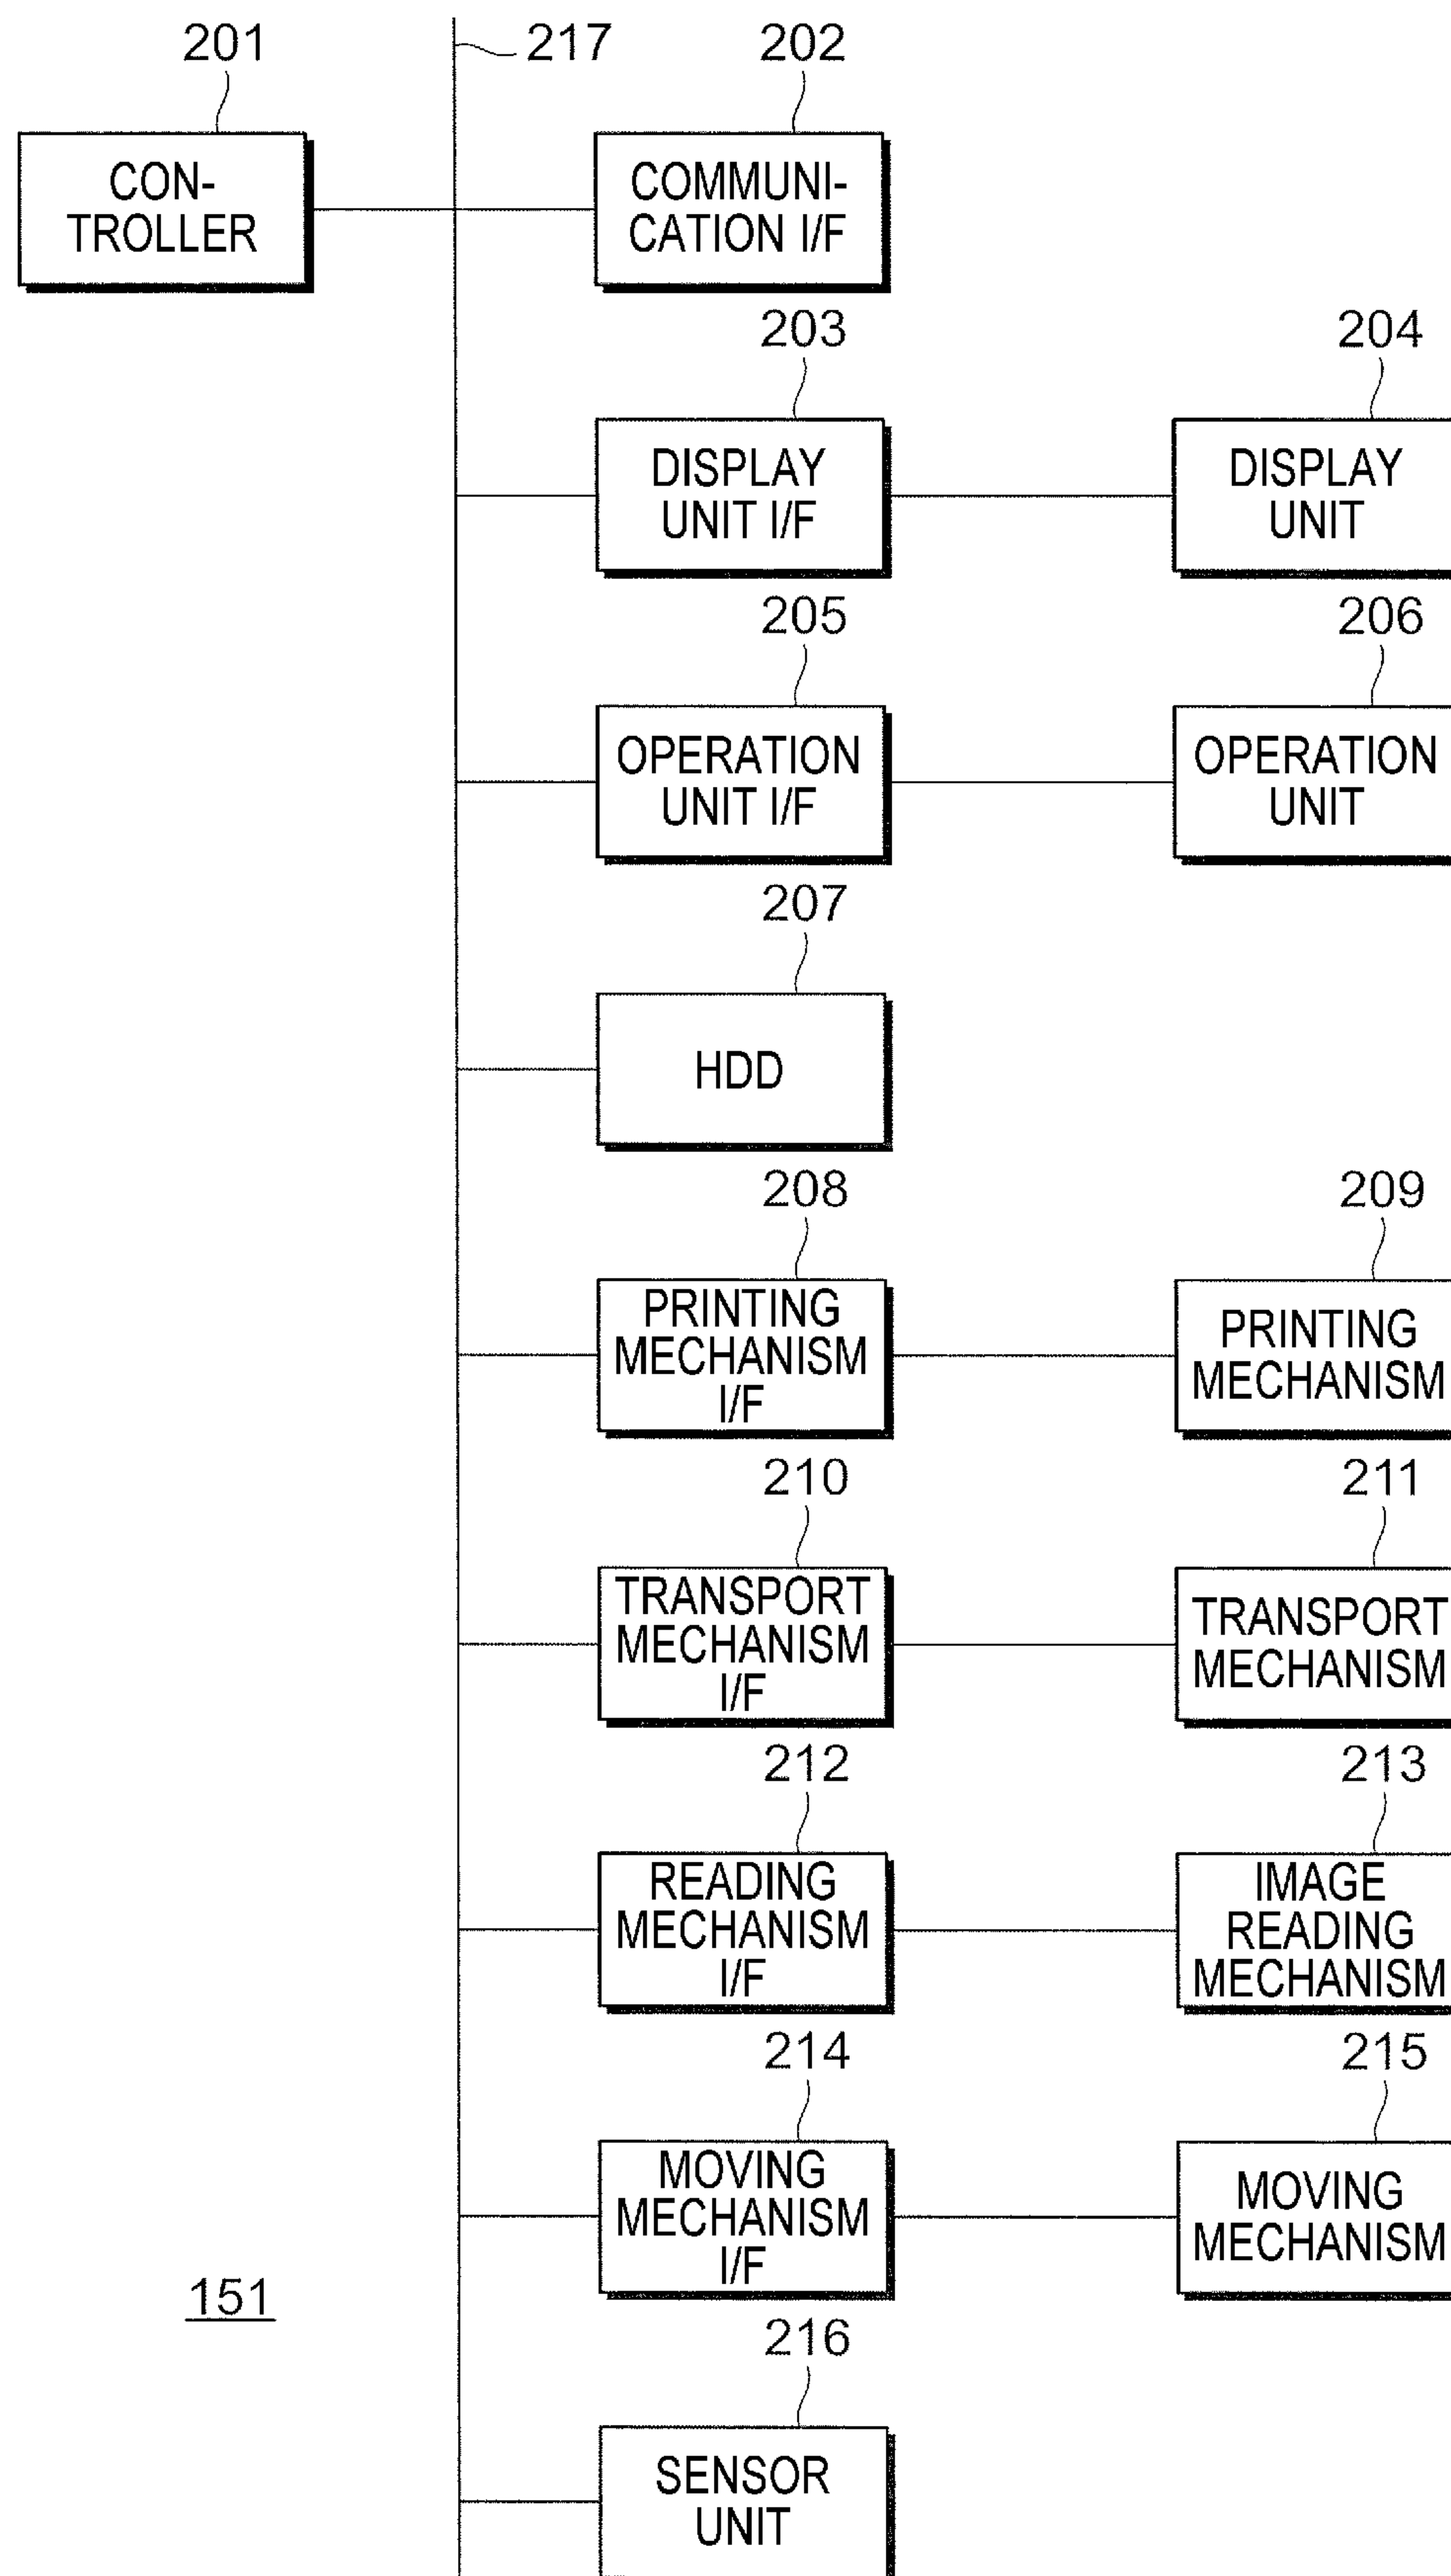 201
217
202
CON-
TROLLER
COMMUNI-
CATION I/F
203
204
DISPLAY
UNIT I/F
DISPLAY
UNIT
205
206
OPERATION
UNIT I/F
OPERATION
UNIT
207
HDD
208
209
PRINTING
MECHANISM
I/F
PRINTING
MECHANISM
210
211
TRANSPORT
MECHANISM
I/F
TRANSPORT
MECHANISM
212
213
READING
MECHANISM
I/F
IMAGE
READING
MECHANISM
214
215
MOVING
MECHANISM
I/F
MOVING
MECHANISM
151
216
SENSOR
UNIT